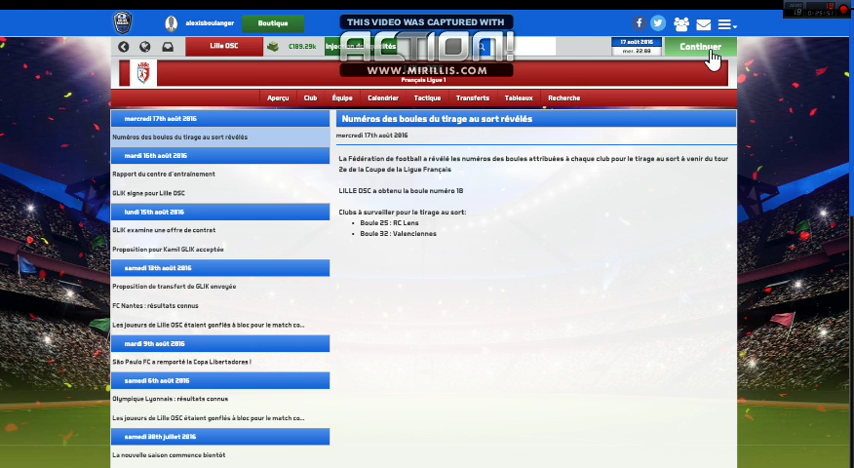 THIS VIDEO WAS CAPTURED WITH
ACTION!
WWW.MIRILLIS.COM
alexisboulanger
Boutique
Lille OSC
€189.29k
17 août 2016
mer. 22:00
Continuer
Français Ligue 1
Aperçu
Club
Équipe
Calendrier
Tactique
Transferts
Tableaux
Recherche
mercredi 17th août 2016
Numéros des boules du tirage au sort révélés
mardi 16th août 2016
Rapport du centre d'entraînement
GLIK signe pour Lille OSC
lundi 15th août 2016
GLIK examine une offre de contrat
Proposition pour Kamil GLIK acceptée
samedi 13th août 2016
Proposition de transfert de GLIK envoyée
FC Nantes : résultats connus
Les joueurs de Lille OSC étaient gonflés à bloc pour le match co...
mardi 9th août 2016
São Paulo FC a remporté la Copa Libertadores !
samedi 6th août 2016
Olympique Lyonnais : résultats connus
Les joueurs de Lille OSC étaient gonflés à bloc pour le match co...
samedi 30th juillet 2016
La nouvelle saison commence bientôt
Numéros des boules du tirage au sort révélés
mercredi 17th août 2016
La Fédération de football a révélé les numéros des boules attribuées à chaque club pour le tirage au sort à venir du tour
2e de la Coupe de la Ligue Français
LILLE OSC a obtenu la boule numéro 18
Clubs à surveiller pour le tirage au sort:
• Boule 25 : RC Lens
• Boule 32 : Valenciennes